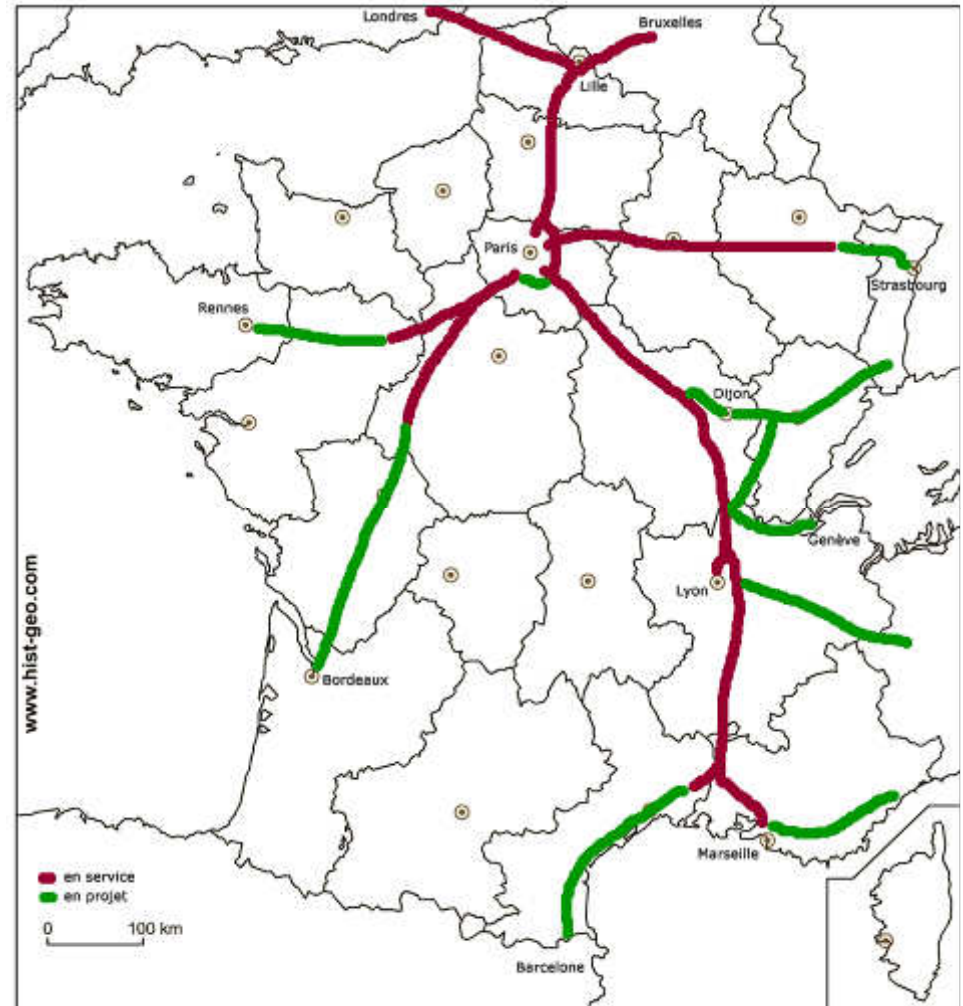 Londres
Bruxelles
Lille
Paris
Strasbourg
Rennes
Dijon
Genève
Lyon
www.hist-geo.com
Bordeaux
Marseille
en service
en projet
0 100 km
Barcelone